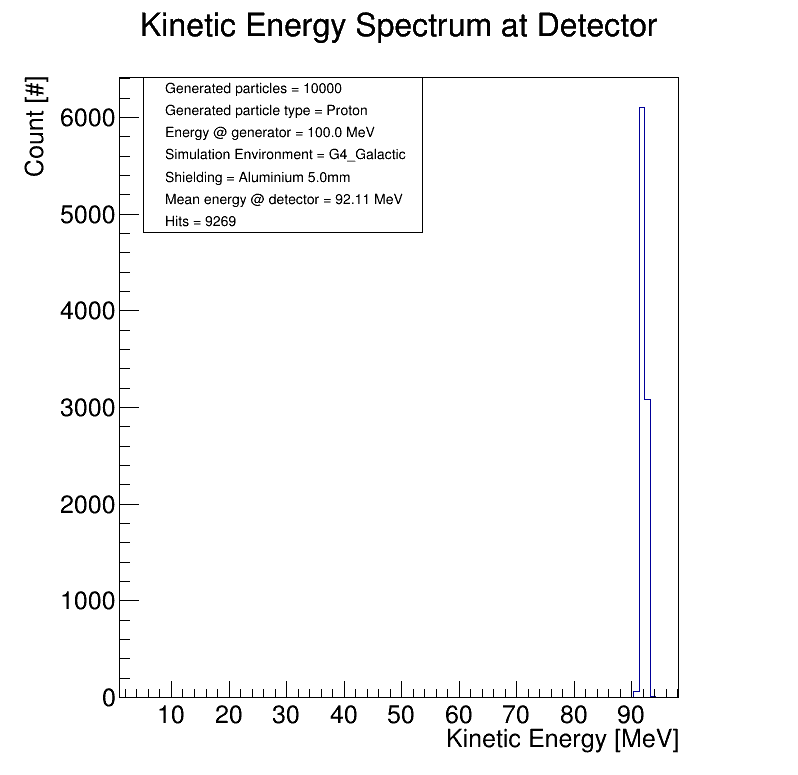 Kinetic Energy Spectrum at Detector
Count [#]
Generated particles = 10000
Generated particle type = Proton
Energy @ generator = 100.0 MeV
Simulation Environment = G4_Galactic
Shielding = Aluminium 5.0mm
Mean energy @ detector = 92.11 MeV
Hits = 9269
6000
5000
4000
3000
2000
1000
0
10 20 30 40 50 60 70 80 90
Kinetic Energy [MeV]